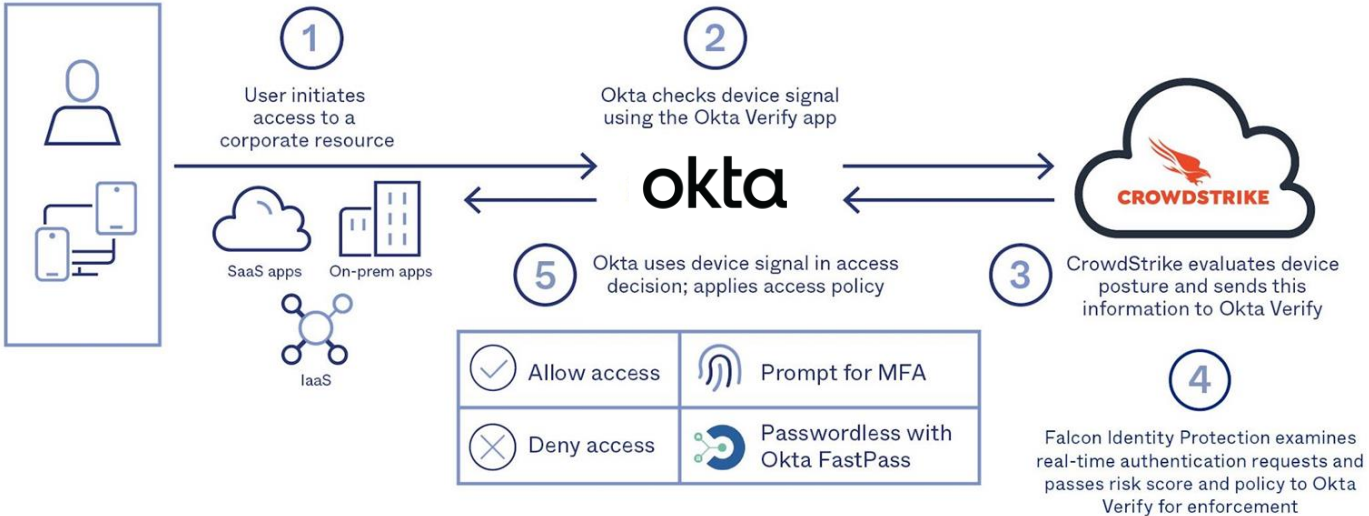 1
User initiates
access to a
corporate resource
SaaS apps
On-prem apps
IaaS
2
Okta checks device signal
using the Okta Verify app
okta
CROWDSTRIKE
3
CrowdStrike evaluates device
posture and sends this
information to Okta Verify
4
Falcon Identity Protection examines
real-time authentication requests and
passes risk score and policy to Okta
Verify for enforcement
5
Okta uses device signal in access
decision; applies access policy
Allow access
Prompt for MFA
Deny access
Passwordless with
Okta FastPass